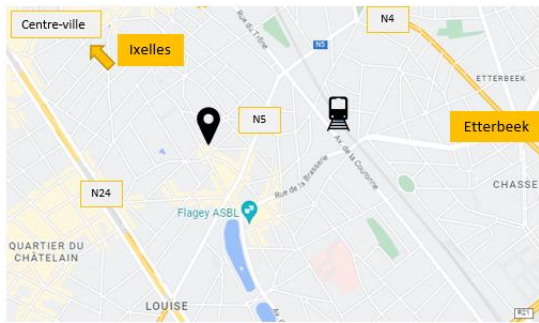 Centre-ville
Ixelles
N4
Rue du Trône
N5
ETTERBEEK
Etterbeek
N5
Av. de la Couronne
Rue de la Brasserie
CHASSE
N24
Flagey ASBL
QUARTIER DU
CHÂTELAIN
LOUISE
Av.
R21